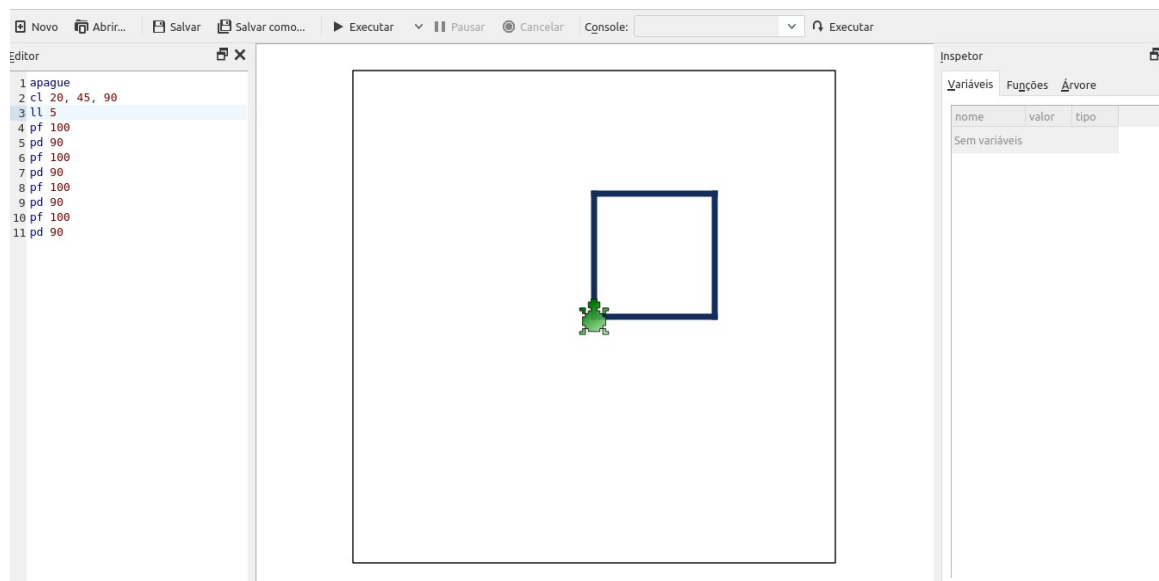 Novo Abrir... Salvar Salvar como... Executar Pausar Cancelar Console: Executar
Editor
1 apague
2 cl 20, 45, 90
3 ll 5
4 pf 100
5 pd 90
6 pf 100
7 pd 90
8 pf 100
9 pd 90
10 pf 100
11 pd 90
Inspetor
Variáveis Funções Árvore
nome valor tipo
Sem variáveis